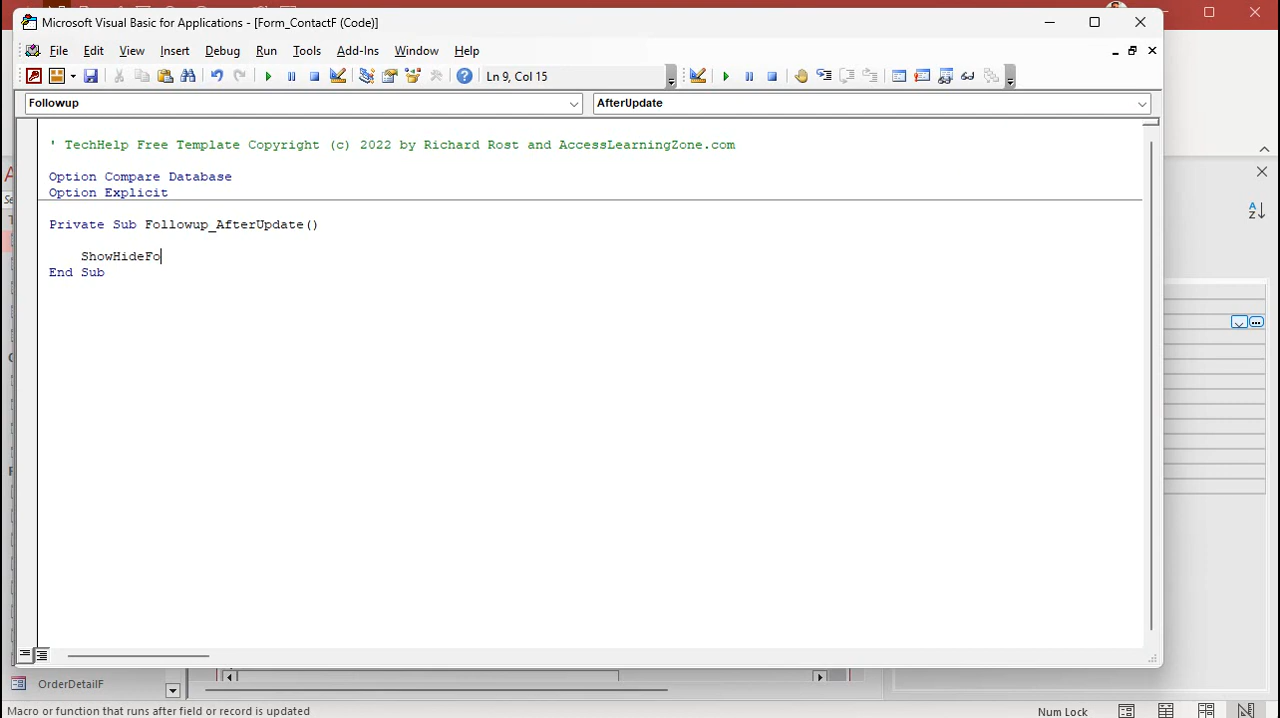 Microsoft Visual Basic for Applications - [Form_ContactF (Code)]
File Edit View Insert Debug Run Tools Add-Ins Window Help
Ln 9, Col 15
Followup AfterUpdate
' TechHelp Free Template Copyright (c) 2022 by Richard Rost and AccessLearningZone.com
Option Compare Database
Option Explicit
Private Sub Followup_AfterUpdate()
ShowHideFo
End Sub
OrderDetailF
Macro or function that runs after field or record is updated Num Lock